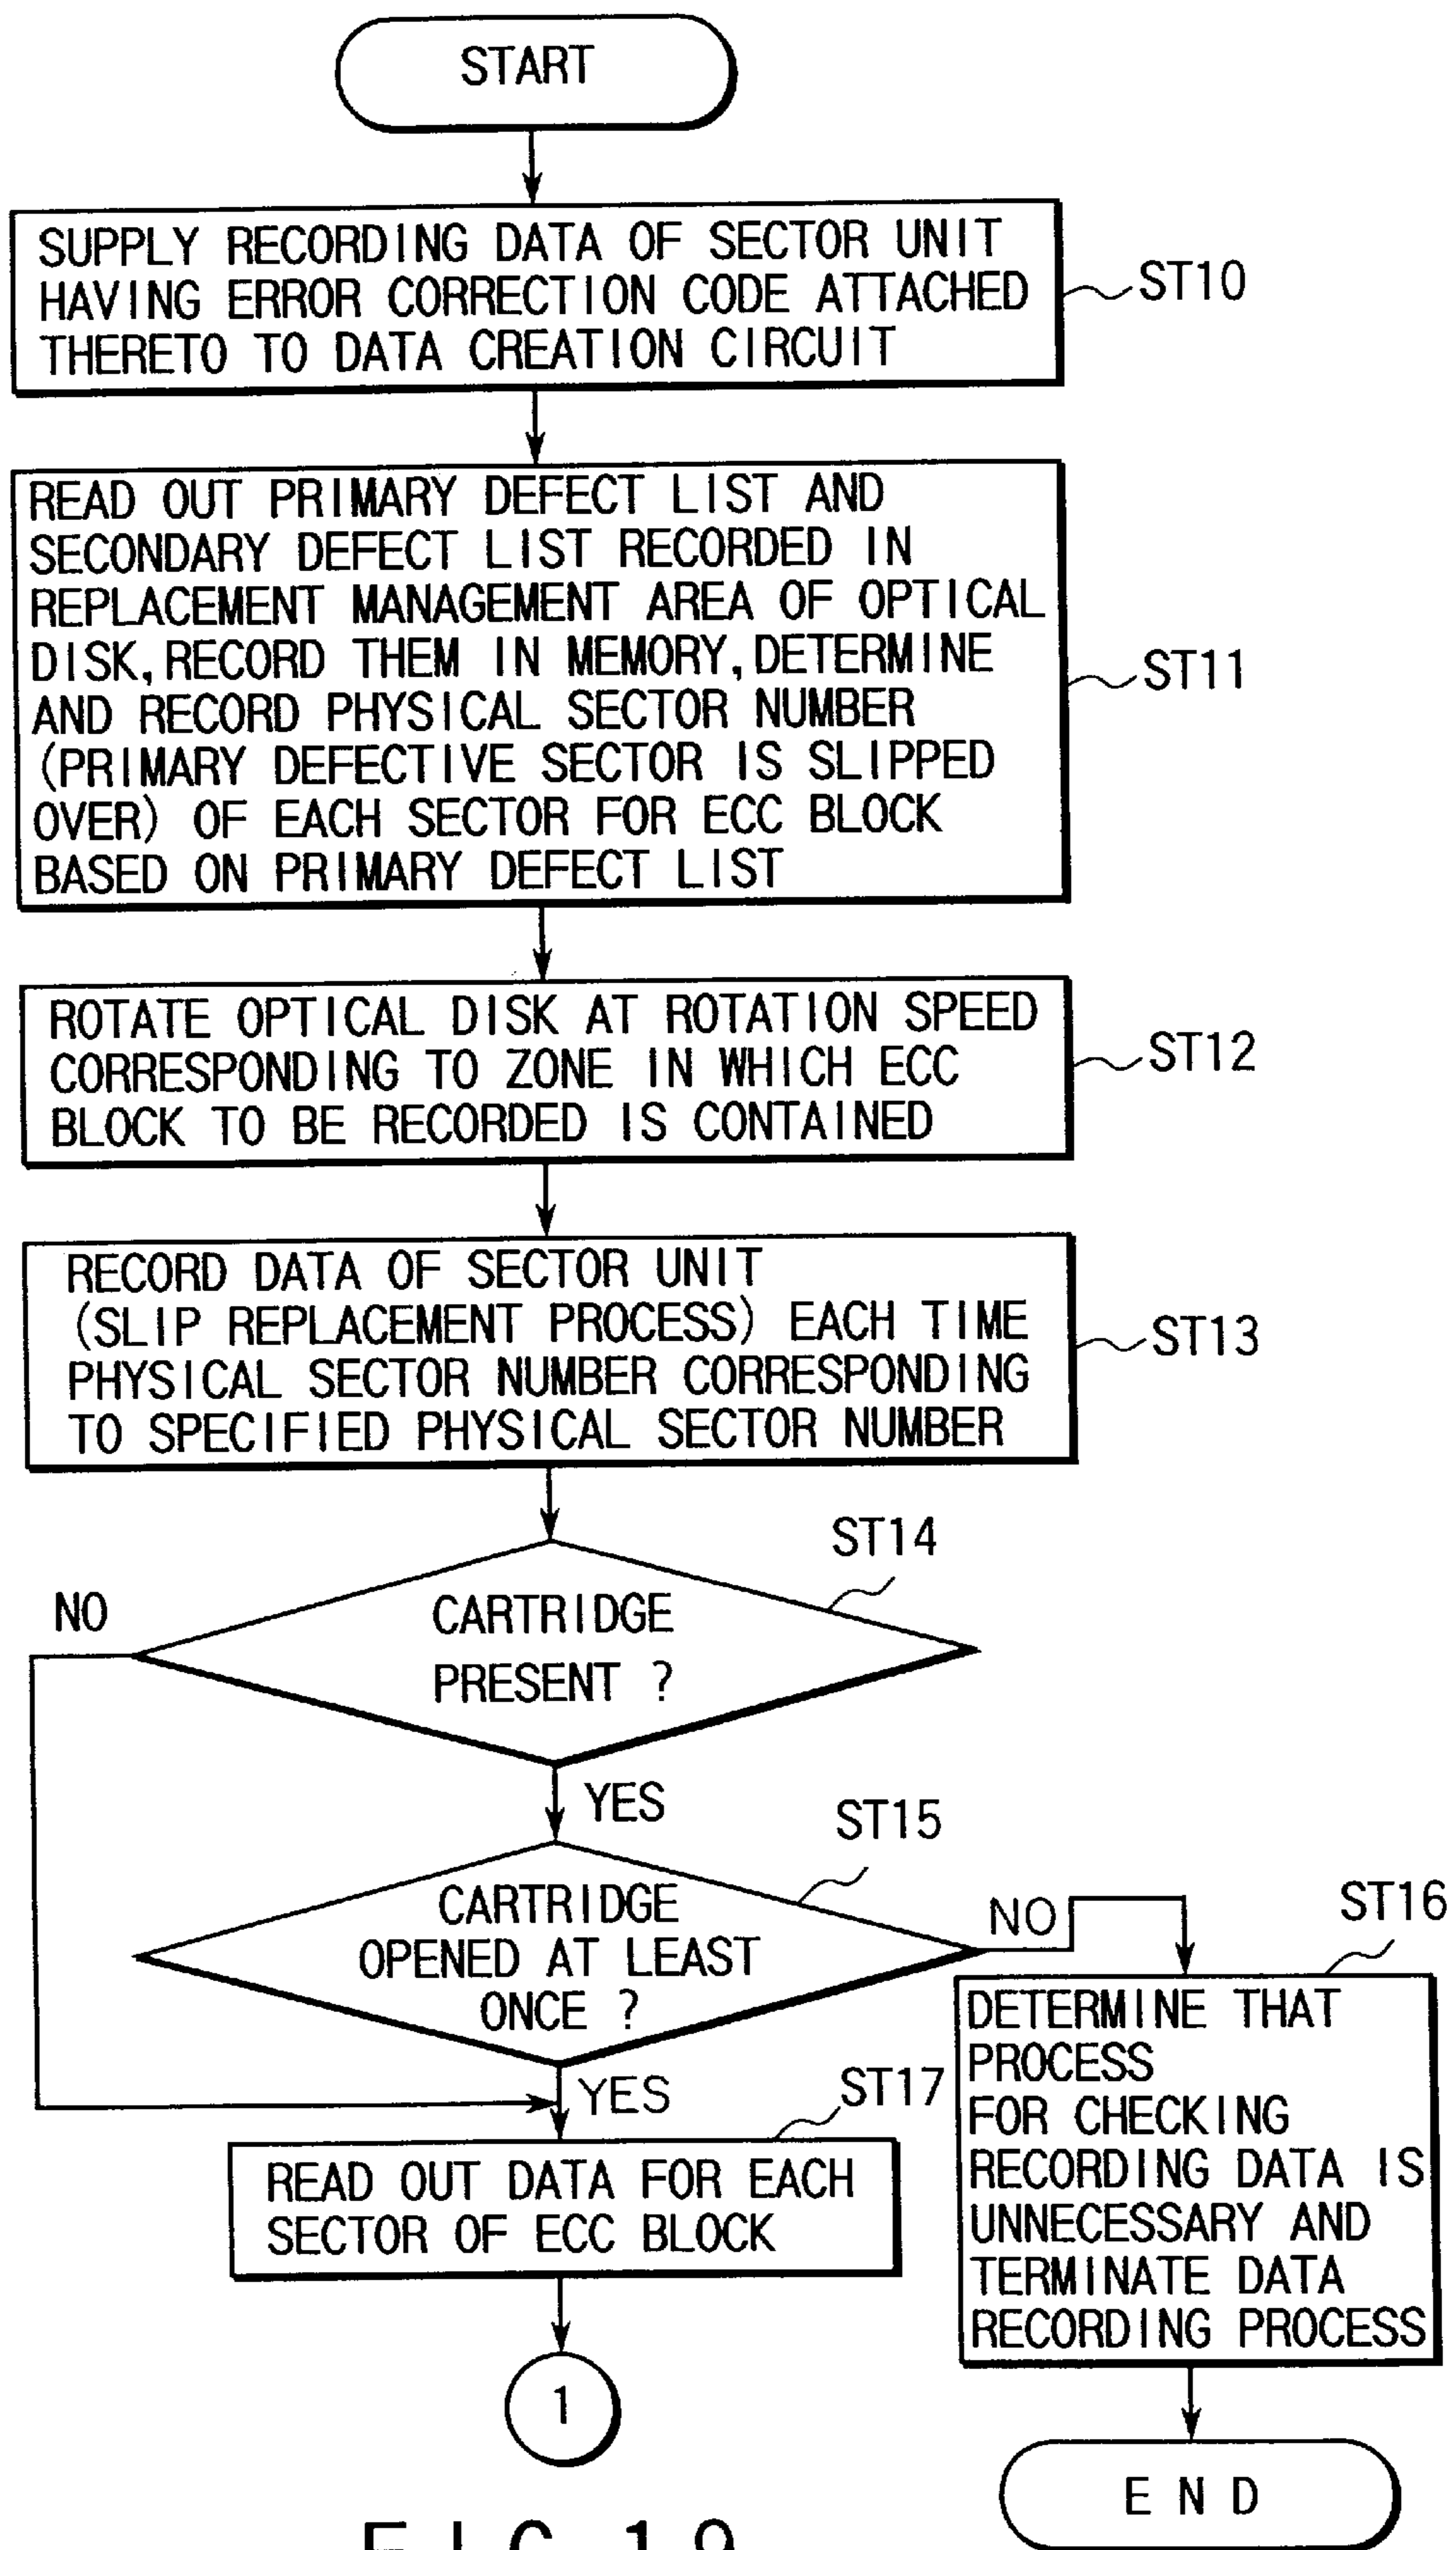 START
SUPPLY RECORDING DATA OF SECTOR UNIT
HAVING ERROR CORRECTION CODE ATTACHED
THERETO TO DATA CREATION CIRCUIT
ST10
READ OUT PRIMARY DEFECT LIST AND
SECONDARY DEFECT LIST RECORDED IN
REPLACEMENT MANAGEMENT AREA OF OPTICAL
DISK, RECORD THEM IN MEMORY, DETERMINE
AND RECORD PHYSICAL SECTOR NUMBER
(PRIMARY DEFECTIVE SECTOR IS SLIPPED
OVER) OF EACH SECTOR FOR ECC BLOCK
BASED ON PRIMARY DEFECT LIST
ST11
ROTATE OPTICAL DISK AT ROTATION SPEED
CORRESPONDING TO ZONE IN WHICH ECC
BLOCK TO BE RECORDED IS CONTAINED
ST12
RECORD DATA OF SECTOR UNIT
(SLIP REPLACEMENT PROCESS) EACH TIME
PHYSICAL SECTOR NUMBER CORRESPONDING
TO SPECIFIED PHYSICAL SECTOR NUMBER
ST13
ST14
NO
CARTRIDGE
PRESENT ?
YES
ST15
CARTRIDGE
OPENED AT LEAST
ONCE ?
NO
ST16
DETERMINE THAT
PROCESS
FOR CHECKING
RECORDING DATA IS
UNNECESSARY AND
TERMINATE DATA
RECORDING PROCESS
YES
ST17
READ OUT DATA FOR EACH
SECTOR OF ECC BLOCK
1
END